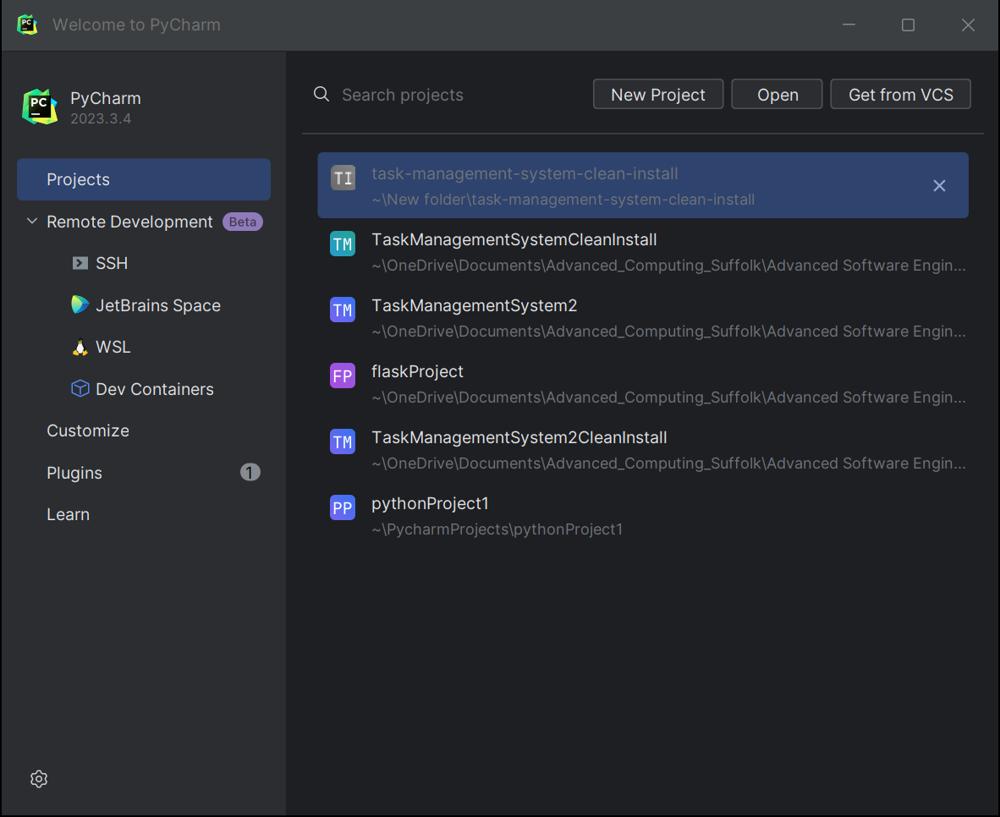 PC
Welcome to PyCharm
PC
PyCharm
2023.3.4
Projects
Remote Development Beta
SSH
JetBrains Space
WSL
Dev Containers
Customize
Plugins 1
Learn
Search projects
New Project
Open
Get from VCS
TI
task-management-system-clean-install
~\New folder\task-management-system-clean-install
TM
TaskManagementSystemCleanInstall
~\OneDrive\Documents\Advanced_Computing_Suffolk\Advanced Software Engin...
TM
TaskManagementSystem2
~\OneDrive\Documents\Advanced_Computing_Suffolk\Advanced Software Engin...
FP
flaskProject
~\OneDrive\Documents\Advanced_Computing_Suffolk\Advanced Software Engin...
TM
TaskManagementSystem2CleanInstall
~\OneDrive\Documents\Advanced_Computing_Suffolk\Advanced Software Engin...
PP
pythonProject1
~\PycharmProjects\pythonProject1